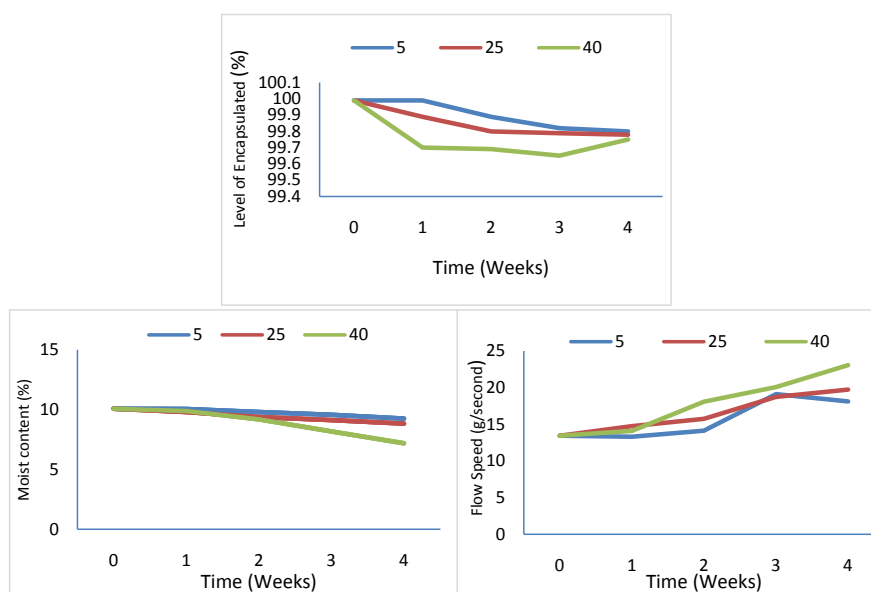 5 25 40
Level of Encapsulated (%)
100.1
100
99.9
99.8
99.7
99.6
99.5
99.4
0 1 2 3 4
Time (Weeks)
5 25 40
Moist content (%)
15
10
5
0
0 1 2 3 4
Time (Weeks)
5 25 40
Flow Speed (g/second)
25
20
15
10
5
0
0 1 2 3 4
Time (Weeks)